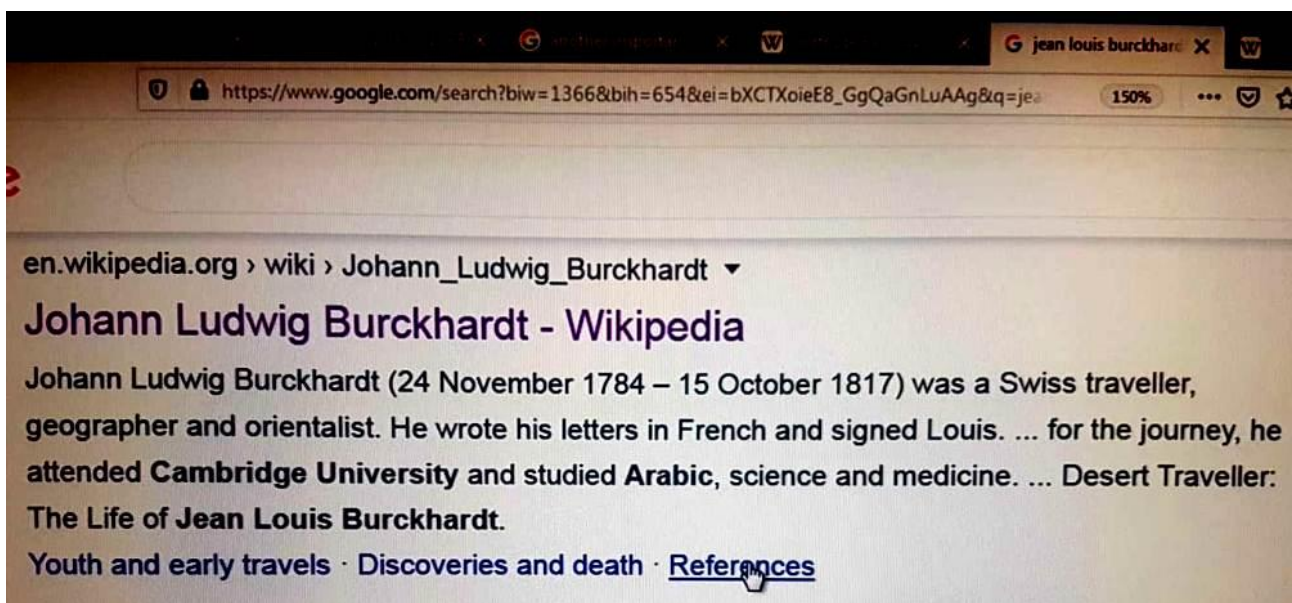 jean louis burckhard
https://www.google.com/search?biw=1366&bih=654&ei=bXCTXoieE8_GgQaGnLuAAg&q=jea 150%
e
en.wikipedia.org › wiki › Johann_Ludwig_Burckhardt
Johann Ludwig Burckhardt - Wikipedia
Johann Ludwig Burckhardt (24 November 1784 – 15 October 1817) was a Swiss traveller,
geographer and orientalist. He wrote his letters in French and signed Louis. ... for the journey, he
attended Cambridge University and studied Arabic, science and medicine. ... Desert Traveller:
The Life of Jean Louis Burckhardt.
Youth and early travels · Discoveries and death · References